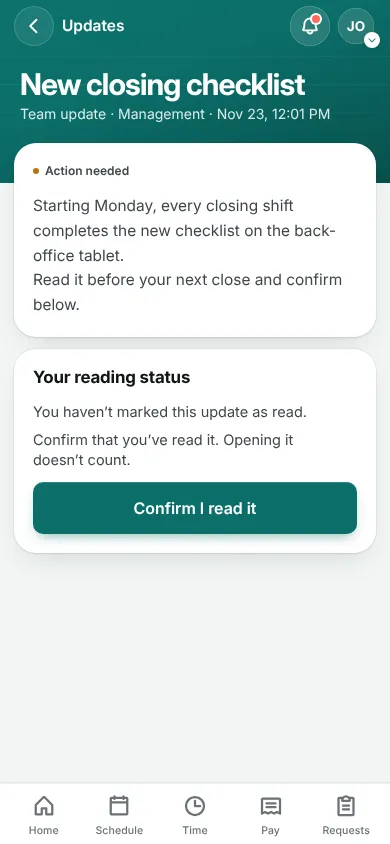 Updates
JO
New closing checklist
Team update · Management · Nov 23, 12:01 PM
Action needed
Starting Monday, every closing shift
completes the new checklist on the back-
office tablet.
Read it before your next close and confirm
below.
Your reading status
You haven’t marked this update as read.
Confirm that you’ve read it. Opening it
doesn’t count.
Confirm I read it
Home
Schedule
Time
Pay
Requests